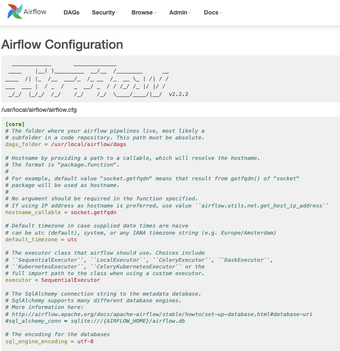 Airflow DAGs Security Browse Admin Docs
Airflow Configuration
v2.2.2
/usr/local/airflow/airflow.cfg
[core]
# The folder where your airflow pipelines live, most likely a
# subfolder in a code repository. This path must be absolute.
dags_folder = /usr/local/airflow/dags
# Hostname by providing a path to a callable, which will resolve the hostname.
# The format is "package.function".
#
# For example, default value "socket.getfqdn" means that result from getfqdn() of "socket"
# package will be used as hostname.
#
# No argument should be required in the function specified.
# If using IP address as hostname is preferred, use value ``airflow.utils.net.get_host_ip_address``
hostname_callable = socket.getfqdn
# Default timezone in case supplied date times are naive
# can be utc (default), system, or any IANA timezone string (e.g. Europe/Amsterdam)
default_timezone = utc
# The executor class that airflow should use. Choices include
# ``SequentialExecutor``, ``LocalExecutor``, ``CeleryExecutor``, ``DaskExecutor``,
# ``KubernetesExecutor``, ``CeleryKubernetesExecutor`` or the
# full import path to the class when using a custom executor.
executor = SequentialExecutor
# The SqlAlchemy connection string to the metadata database.
# SqlAlchemy supports many different database engines.
# More information here:
# http://airflow.apache.org/docs/apache-airflow/stable/howto/set-up-database.html#database-uri
#sql_alchemy_conn = sqlite:///{AIRFLOW_HOME}/airflow.db
# The encoding for the databases
sql_engine_encoding = utf-8